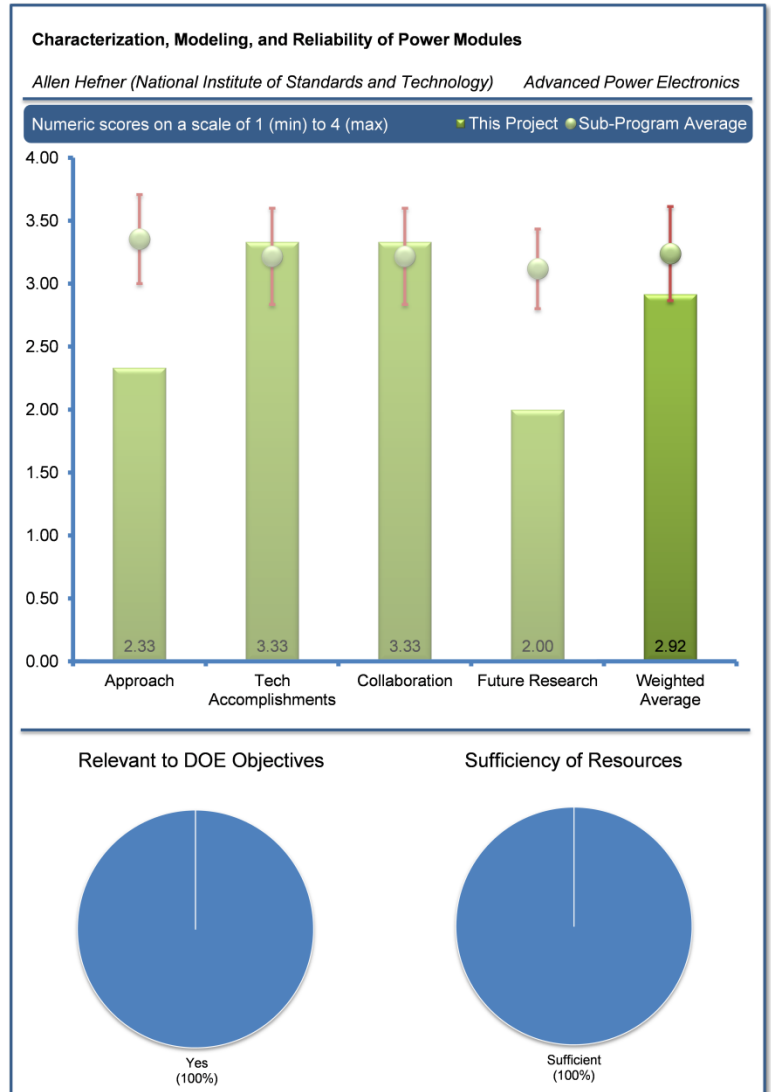 Characterization, Modeling, and Reliability of Power Modules
Allen Hefner (National Institute of Standards and Technology) Advanced Power Electronics
Numeric scores on a scale of 1 (min) to 4 (max) This Project Sub-Program Average
4.00
3.50
3.00
2.50
2.00
1.50
1.00
0.50
0.00
2.33 3.33 3.33 2.00 2.92
Approach Tech Collaboration Future Research Weighted
Accomplishments Average
Relevant to DOE Objectives Sufficiency of Resources
Yes Sufficient
(100%) (100%)